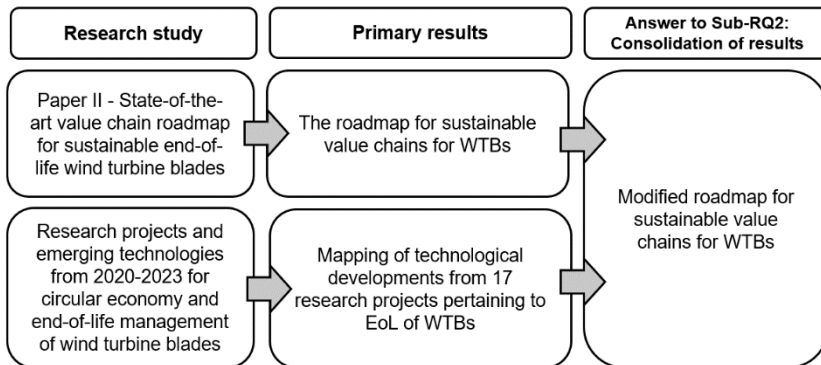 Research study
Primary results
Answer to Sub-RQ2:
Consolidation of results
Paper II - State-of-the-
art value chain roadmap
for sustainable end-of-
life wind turbine blades
The roadmap for sustainable
value chains for WTBs
Research projects and
emerging technologies
from 2020-2023 for
circular economy and
end-of-life management
of wind turbine blades
Mapping of technological
developments from 17
research projects pertaining to
EoL of WTBs
Modified roadmap for
sustainable value
chains for WTBs